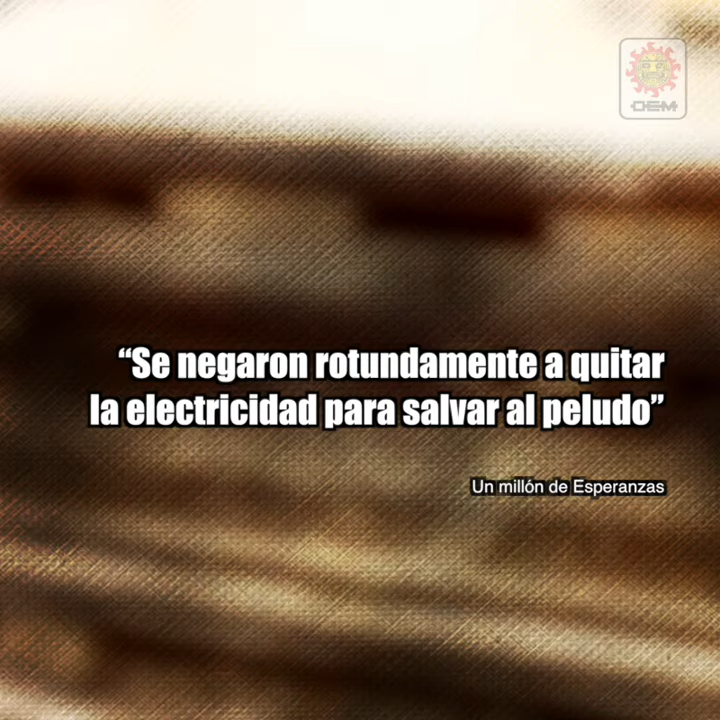 OEM
“Se negaron rotundamente a quitar
la electricidad para salvar al peludo”
Un millón de Esperanzas